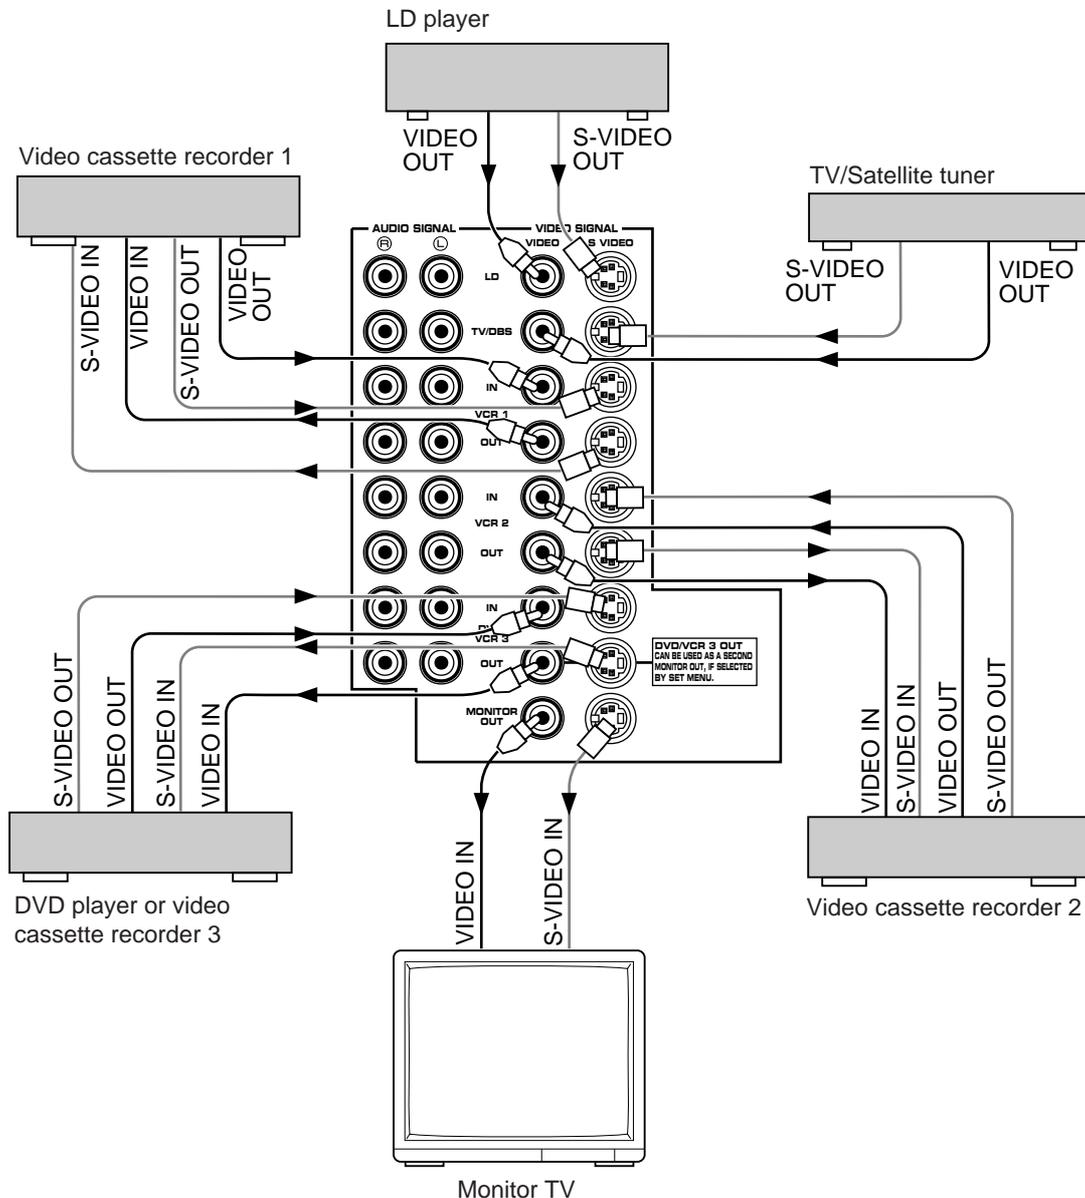 LD player
VIDEO
OUT
S-VIDEO
OUT
Video cassette recorder 1
S-VIDEO IN
VIDEO IN
S-VIDEO OUT
VIDEO
OUT
TV/Satellite tuner
S-VIDEO
OUT
VIDEO
OUT
AUDIO SIGNAL
VIDEO SIGNAL
R
L
VIDEO
S VIDEO
LD
TV/DBS
IN
VCR 1
OUT
IN
VCR 2
OUT
IN
VCR 3
OUT
DVD/VCR 3 OUT
CAN BE USED AS A SECOND
MONITOR OUT, IF SELECTED
BY SET MENU.
MONITOR
OUT
S-VIDEO OUT
VIDEO OUT
S-VIDEO IN
VIDEO IN
DVD player or video
cassette recorder 3
VIDEO IN
S-VIDEO IN
VIDEO OUT
S-VIDEO OUT
Video cassette recorder 2
VIDEO IN
S-VIDEO IN
Monitor TV